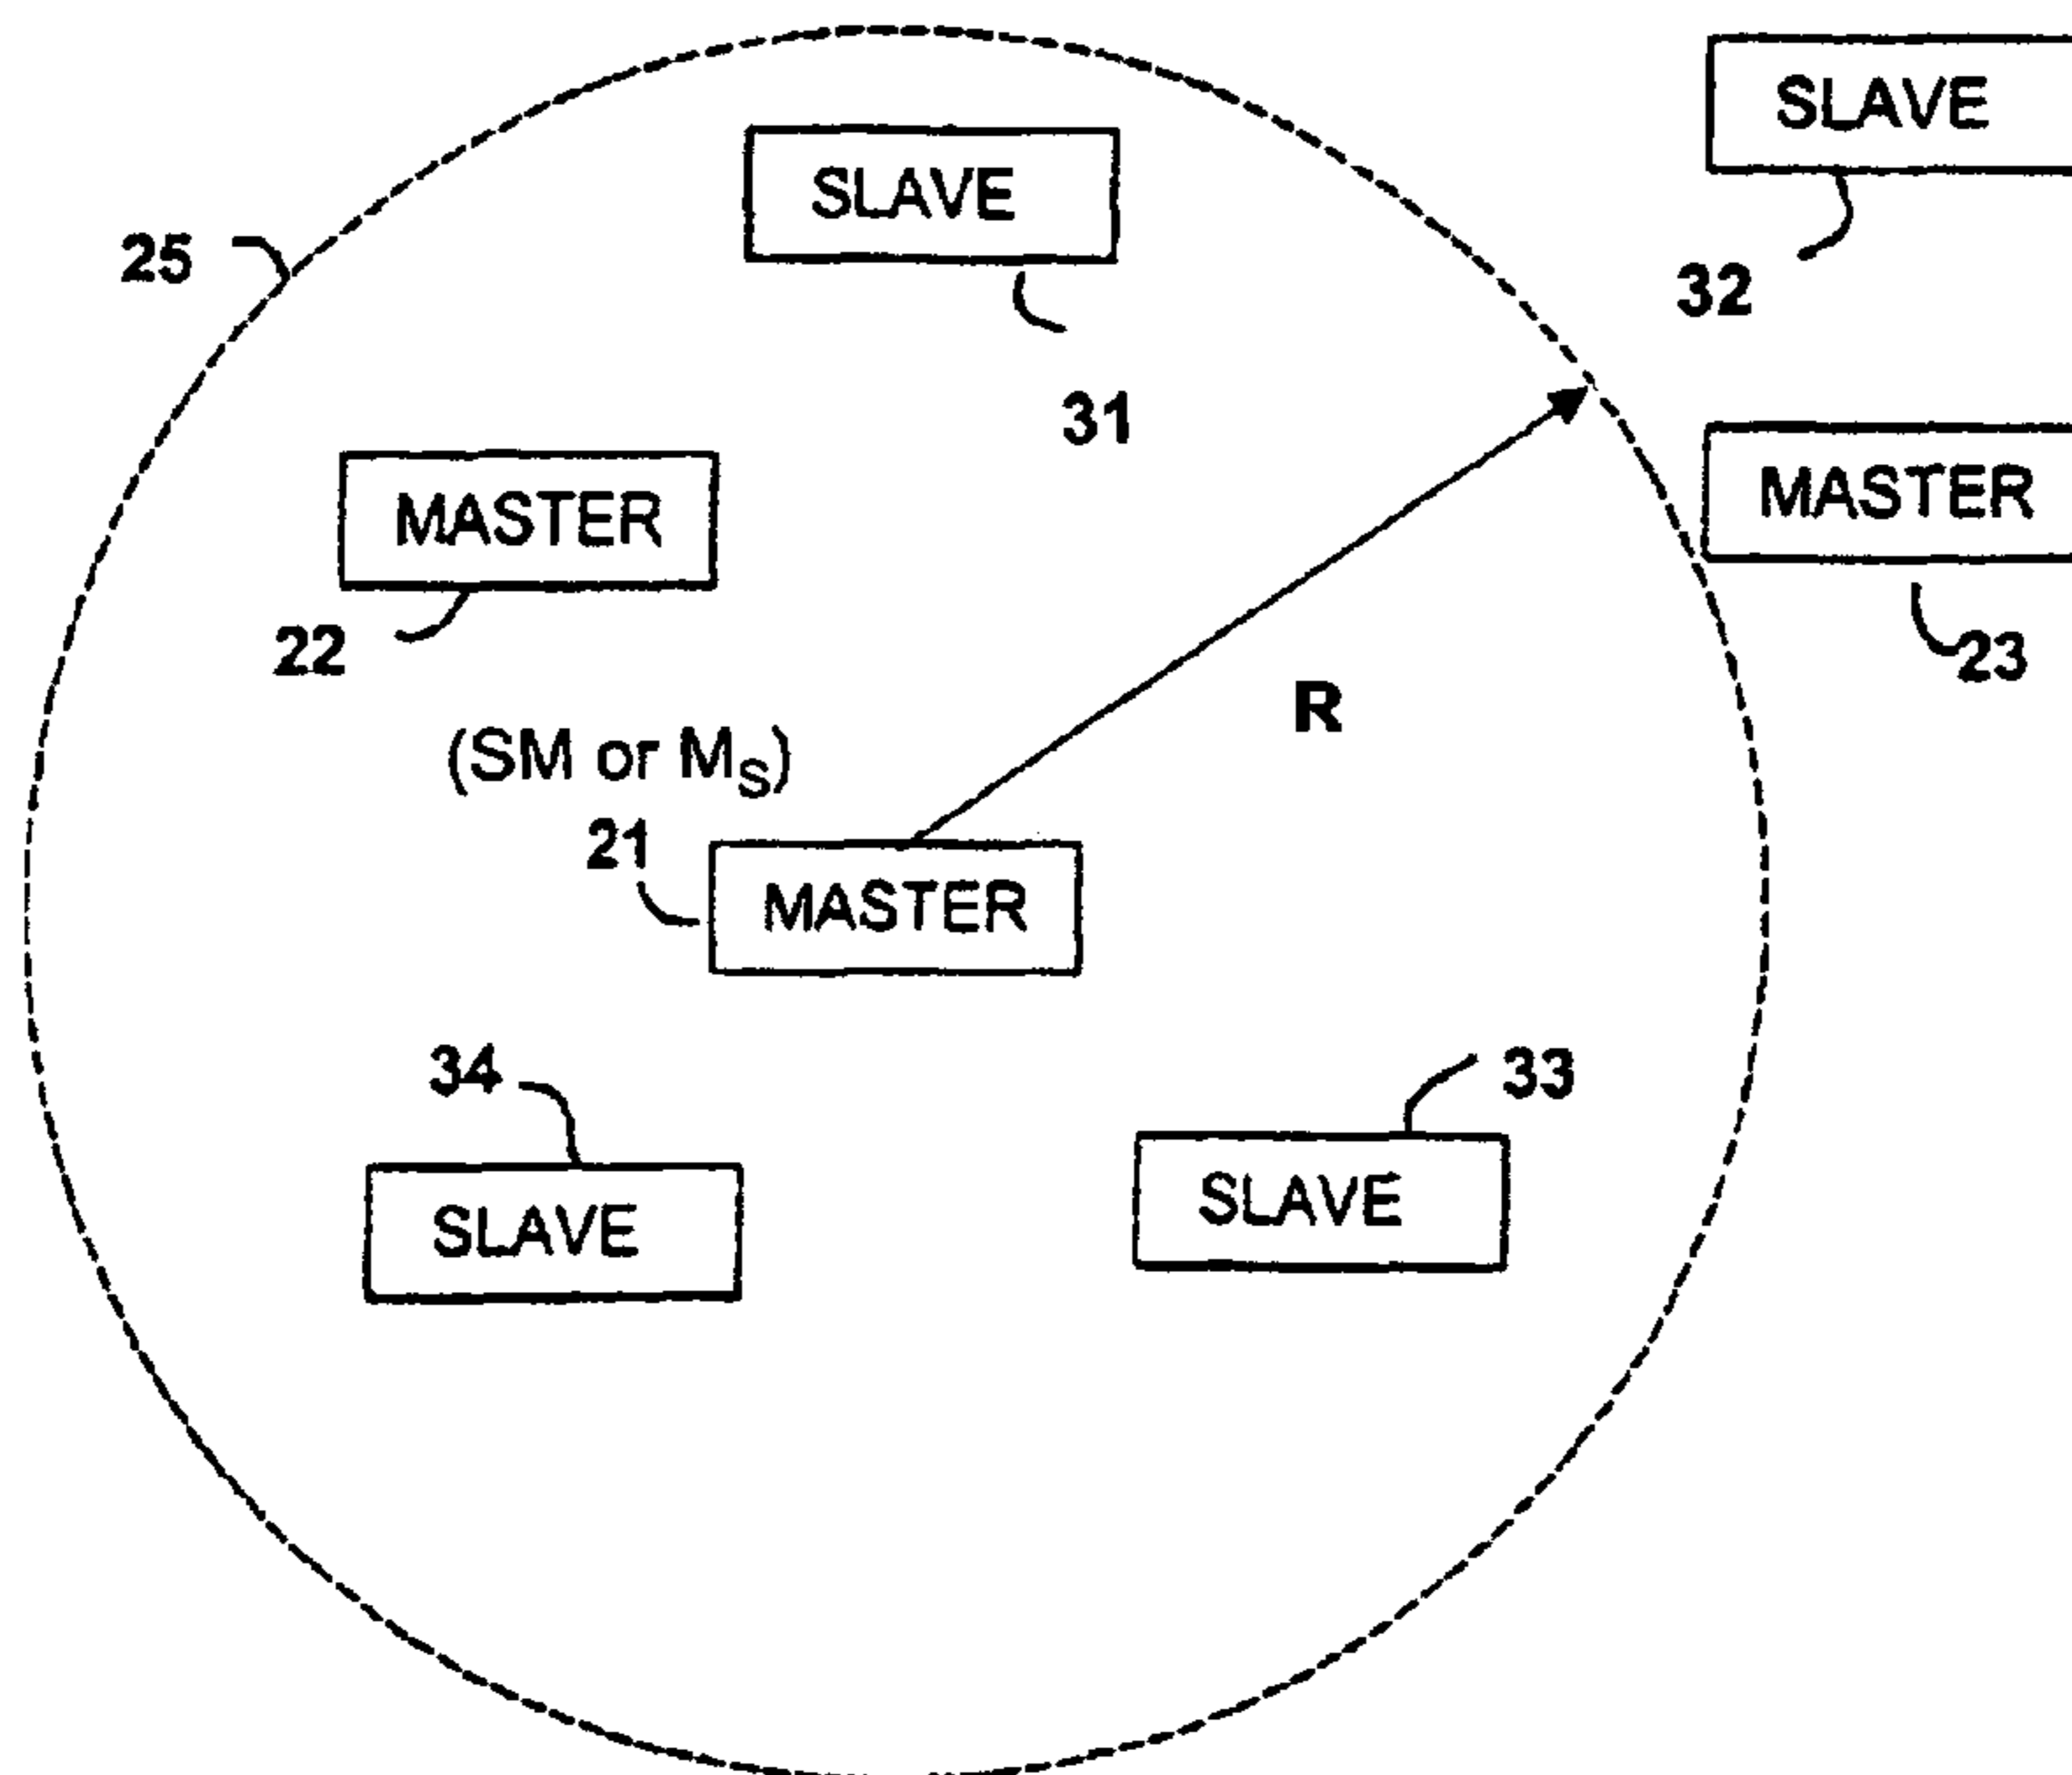 SLAVE
SLAVE
25
32
31
MASTER
MASTER
22
23
R
(SM or MS)
21
MASTER
34
33
SLAVE
SLAVE